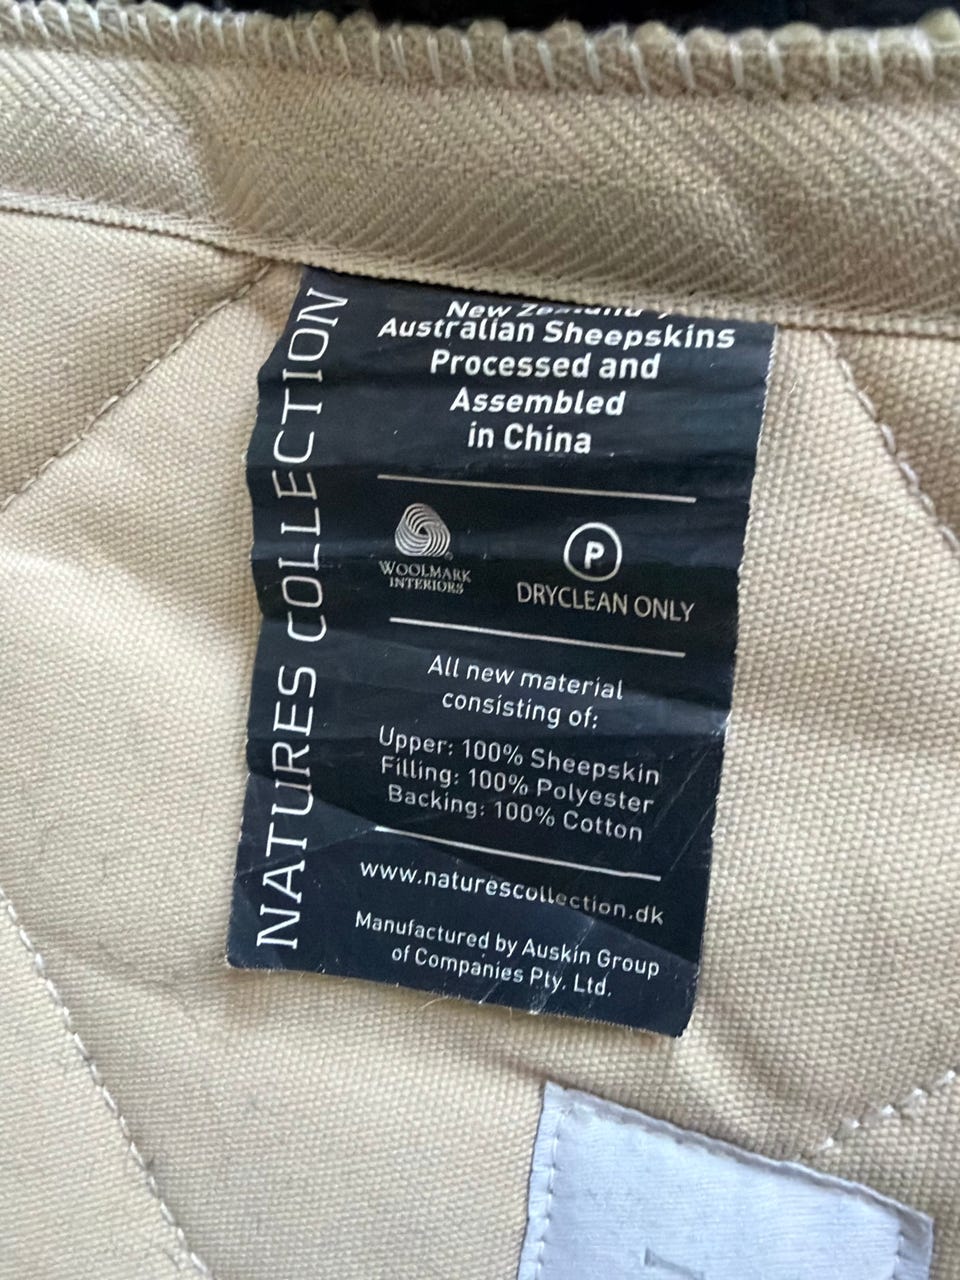 NATURES COLLECTION
New Zealand /
Australian Sheepskins
Processed and
Assembled
in China
WOOLMARK
INTERIORS
P
DRYCLEAN ONLY
All new material
consisting of:
Upper: 100% Sheepskin
Filling: 100% Polyester
Backing: 100% Cotton
www.naturescollection.dk
Manufactured by Auskin Group
of Companies Pty. Ltd.